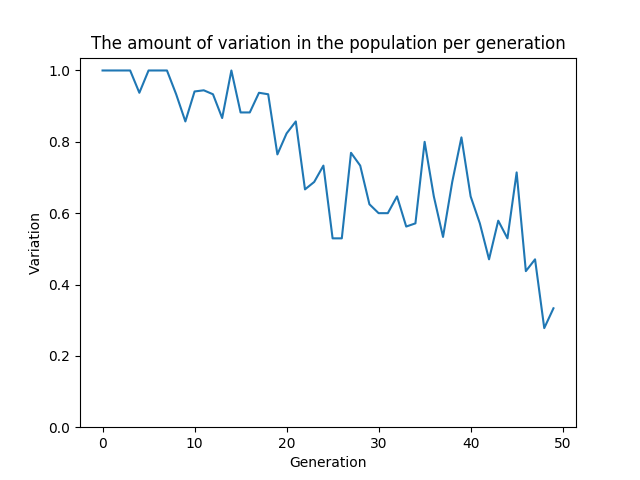 The amount of variation in the population per generation
1.0
0.8
0.6
0.4
0.2
0.0
Variation
0 10 20 30 40 50
Generation